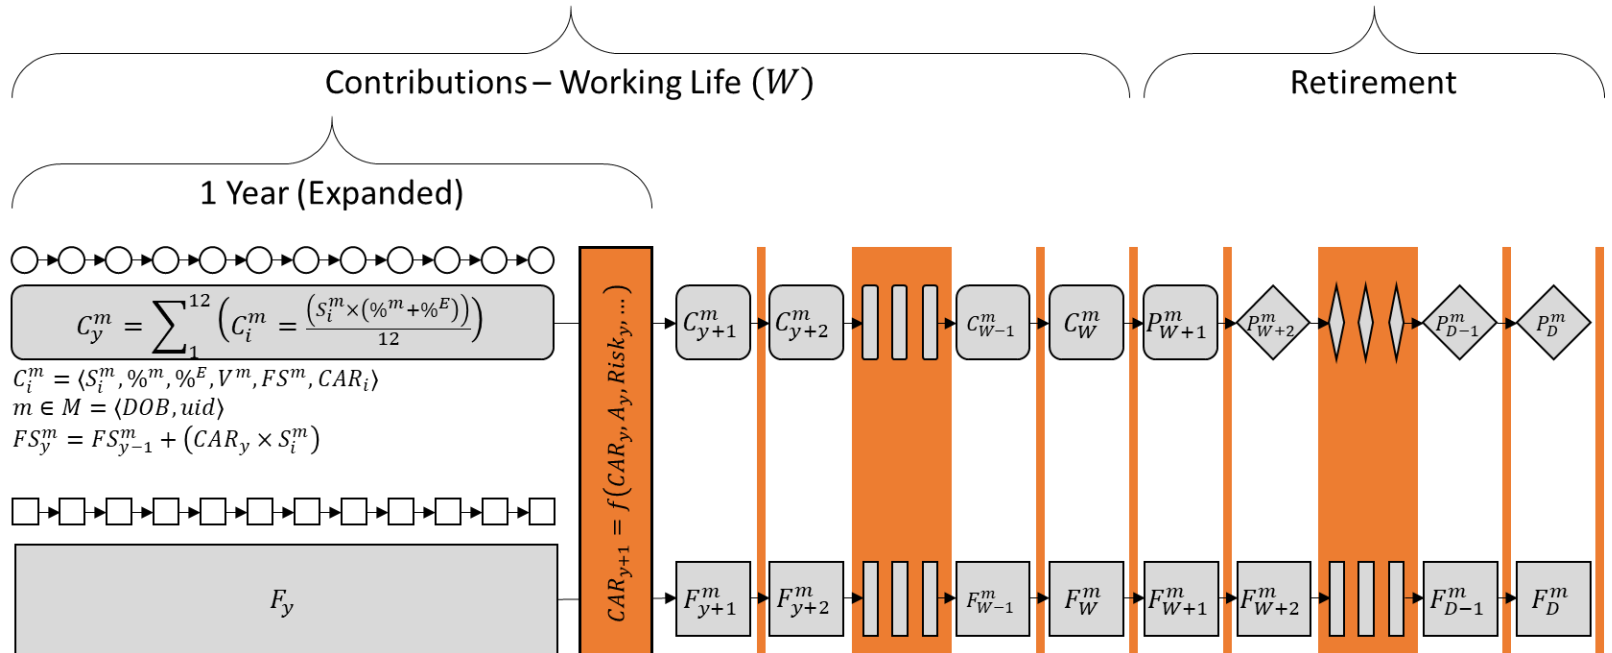 Contributions – Working Life (W)
Retirement
1 Year (Expanded)
C_y^m = ∑_1^12 (C_i^m = (S_i^m × (%^m + %^E)) / 12)
C_i^m = ⟨S_i^m, %^m, %^E, V^m, FS^m, CAR_i⟩
m ∈ M = ⟨DOB, uid⟩
FS_y^m = FS_{y−1}^m + (CAR_y × S_i^m)
CAR_{y+1} = f(CAR_y, A_y, Risk_y, …)
C_{y+1}^m
C_{y+2}^m
C_{W−1}^m
C_W^m
P_{W+1}^m
P_{W+2}^m
P_{D−1}^m
P_D^m
F_y
F_{y+1}^m
F_{y+2}^m
F_{W−1}^m
F_W^m
F_{W+1}^m
F_{W+2}^m
F_{D−1}^m
F_D^m